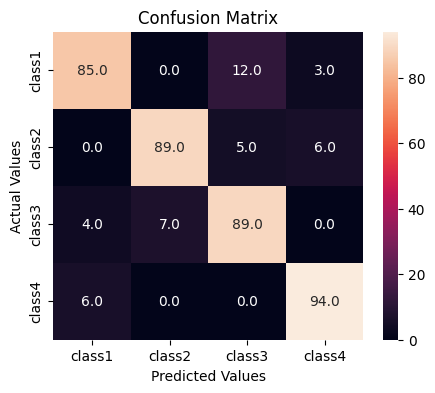 Confusion Matrix
Actual Values
class1 85.0 0.0 12.0 3.0
class2 0.0 89.0 5.0 6.0
class3 4.0 7.0 89.0 0.0
class4 6.0 0.0 0.0 94.0
class1 class2 class3 class4
Predicted Values
80
60
40
20
0